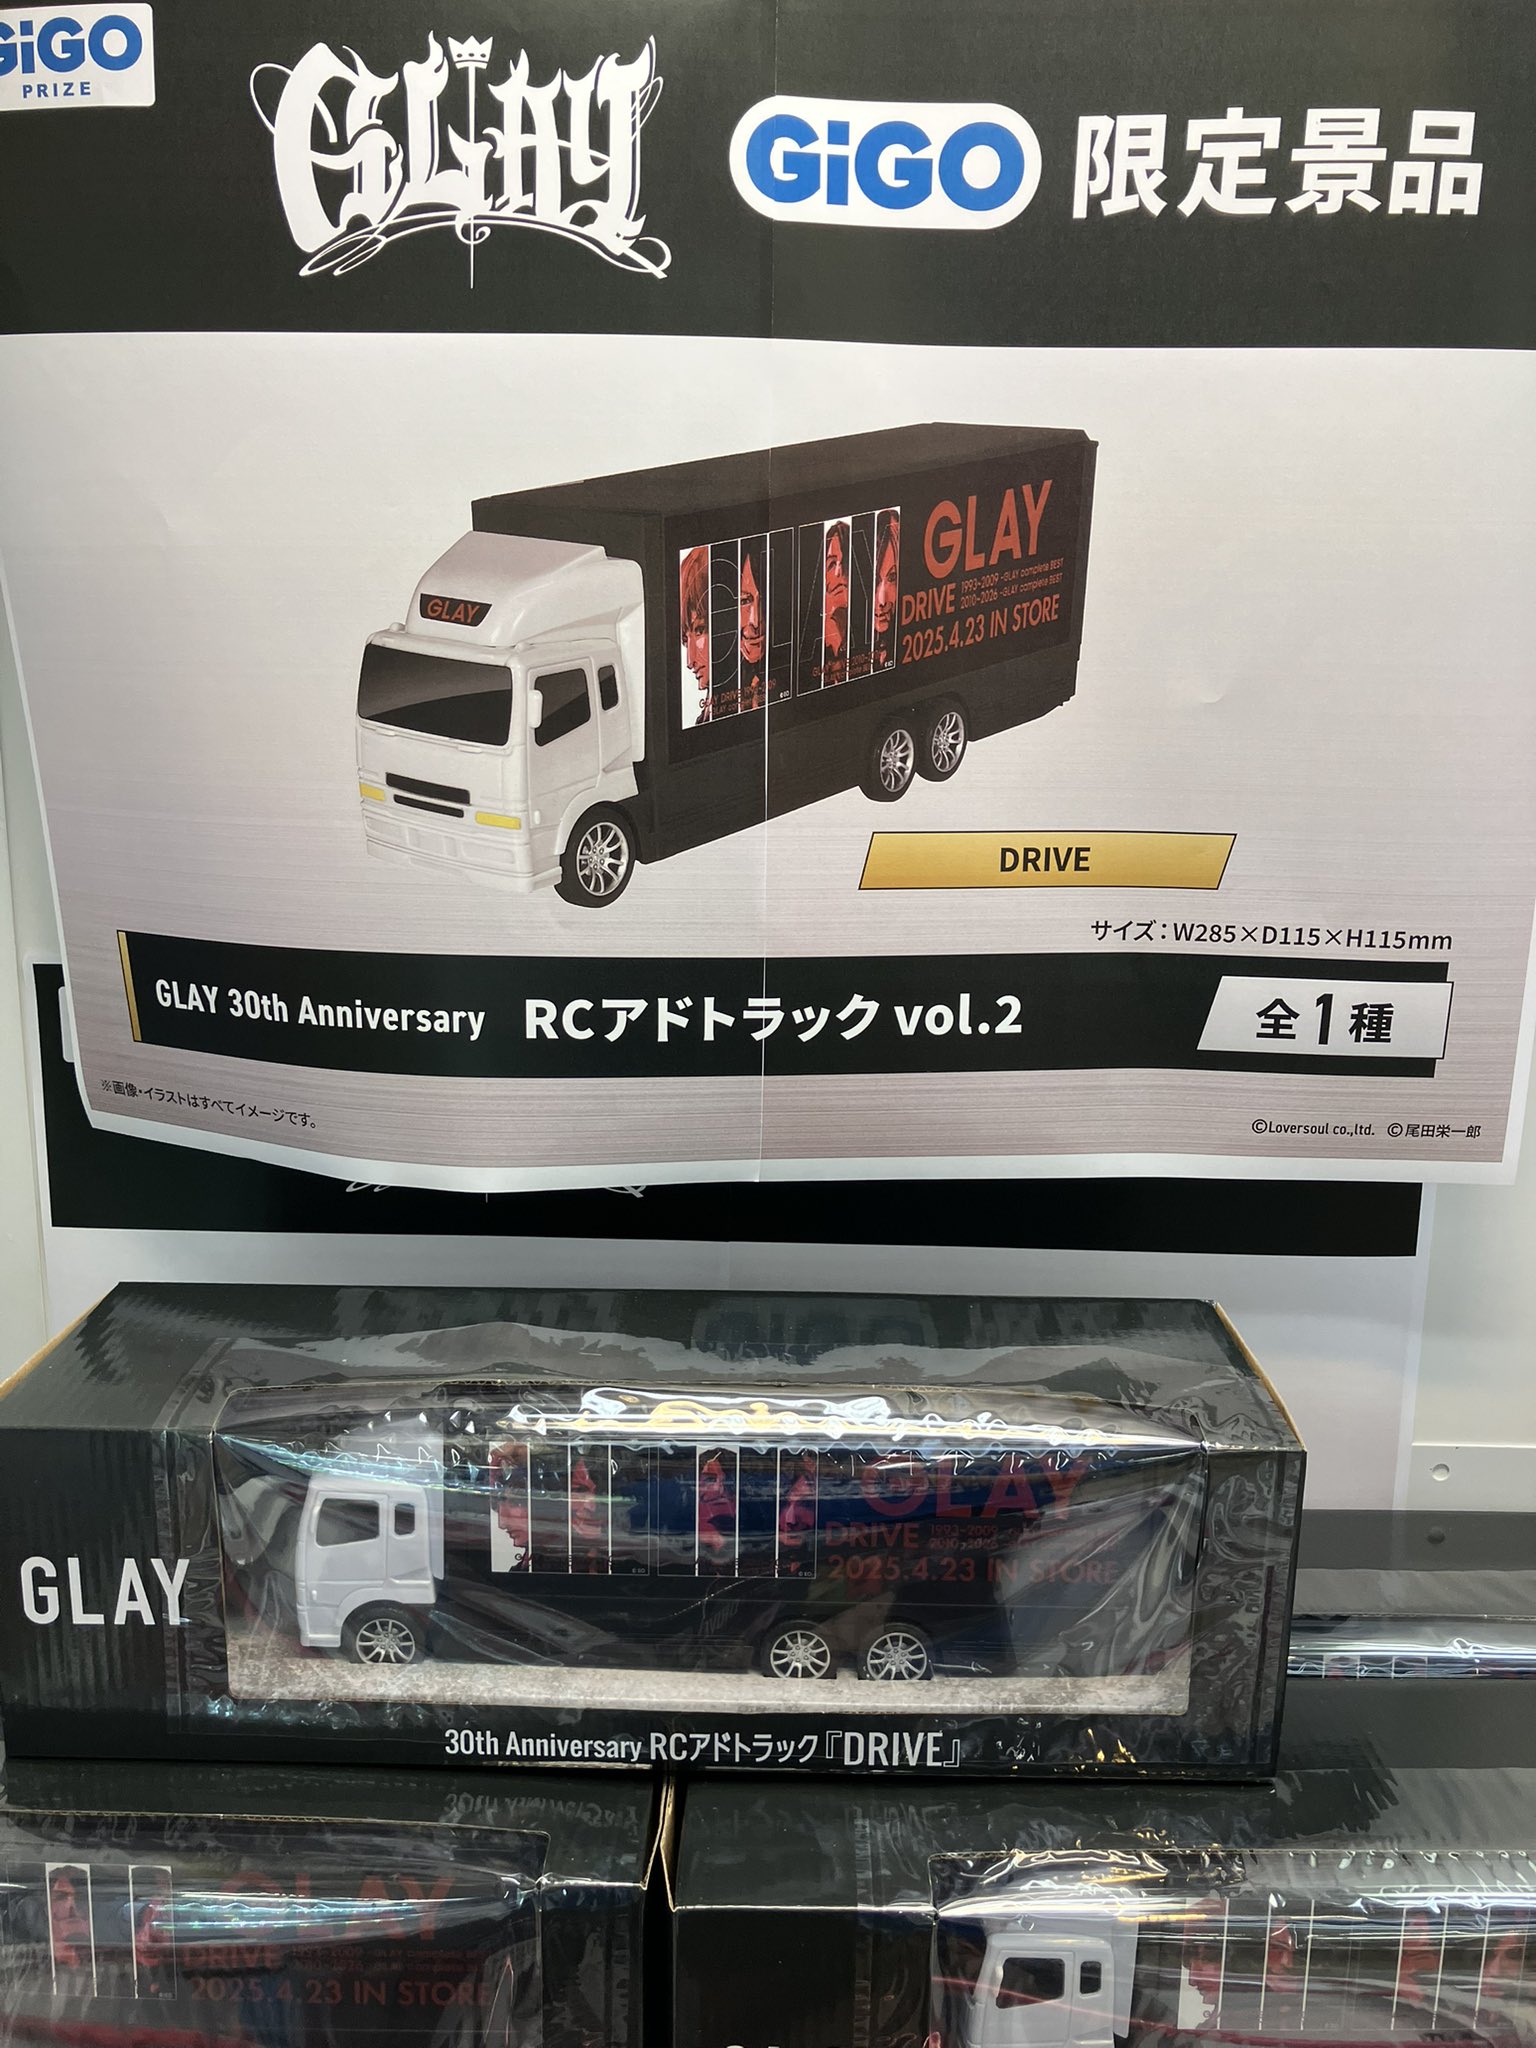 GiGO
PRIZE
GLAY
GiGO 限定景品
GLAY
GLAY
DRIVE 1993~2009 -GLAY complete BEST
2010~2026 -GLAY complete BEST
2025.4.23 IN STORE
DRIVE
サイズ：W285×D115×H115mm
GLAY 30th Anniversary RCアドトラック vol.2
全1種
※画像・イラストはすべてイメージです。
©Loversoul co.,ltd. ©尾田栄一郎
GLAY
GLAY
DRIVE 1993~2009
2010~2026
2025.4.23 IN STORE
30th Anniversary RCアドトラック『DRIVE』
GLAY
DRIVE
2025.4.23 IN STORE